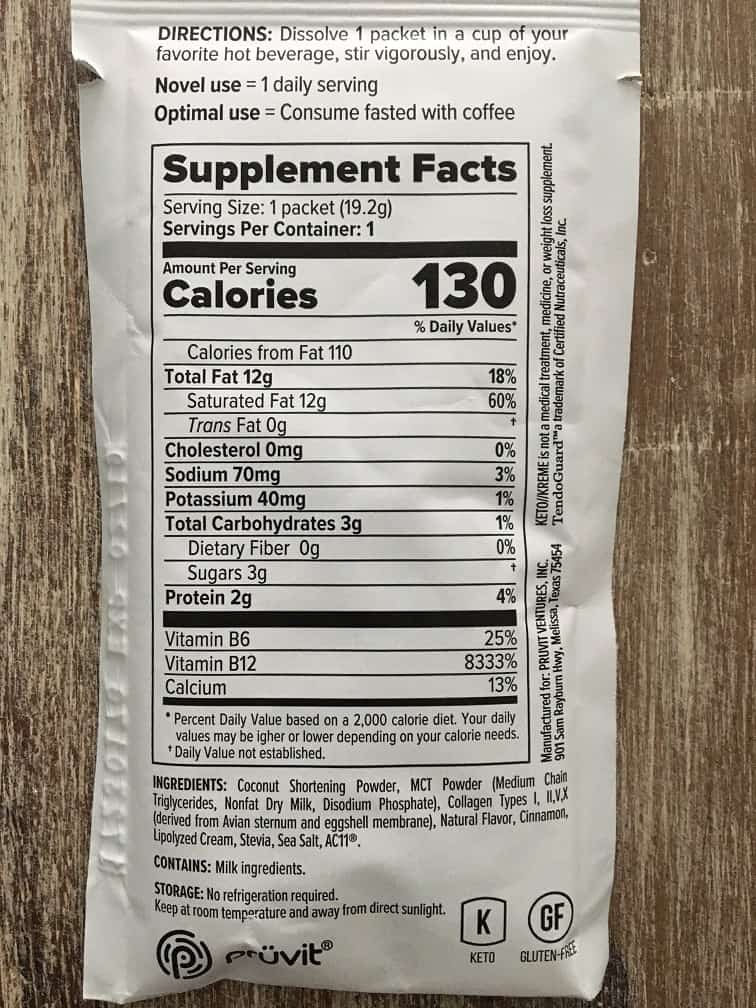 DIRECTIONS: Dissolve 1 packet in a cup of your
favorite hot beverage, stir vigorously, and enjoy.
Novel use = 1 daily serving
Optimal use = Consume fasted with coffee
Supplement Facts
Serving Size: 1 packet (19.2g)
Servings Per Container: 1
Amount Per Serving
Calories 130
% Daily Values*
Calories from Fat 110
Total Fat 12g 18%
Saturated Fat 12g 60%
Trans Fat 0g †
Cholesterol 0mg 0%
Sodium 70mg 3%
Potassium 40mg 1%
Total Carbohydrates 3g 1%
Dietary Fiber 0g 0%
Sugars 3g †
Protein 2g 4%
Vitamin B6 25%
Vitamin B12 8333%
Calcium 13%
* Percent Daily Value based on a 2,000 calorie diet. Your daily
values may be igher or lower depending on your calorie needs.
† Daily Value not established.
KETO//KREME is not a medical treatment, medicine, or weight loss supplement.
TendoGuard™a trademark of Certified Nutraceuticals, Inc.
Manufactured for: PRUVIT VENTURES, INC.
901 Sam Rayburn Hwy, Melissa, Texas 75454
INGREDIENTS: Coconut Shortening Powder, MCT Powder (Medium Chain
Triglycerides, Nonfat Dry Milk, Disodium Phosphate), Collagen Types I, II,V,X
(derived from Avian sternum and eggshell membrane), Natural Flavor, Cinnamon,
Lipolyzed Cream, Stevia, Sea Salt, AC11®.
CONTAINS: Milk ingredients.
STORAGE: No refrigeration required.
Keep at room temperature and away from direct sunlight.
prüvit®
K
KETO
GF
GLUTEN-FREE